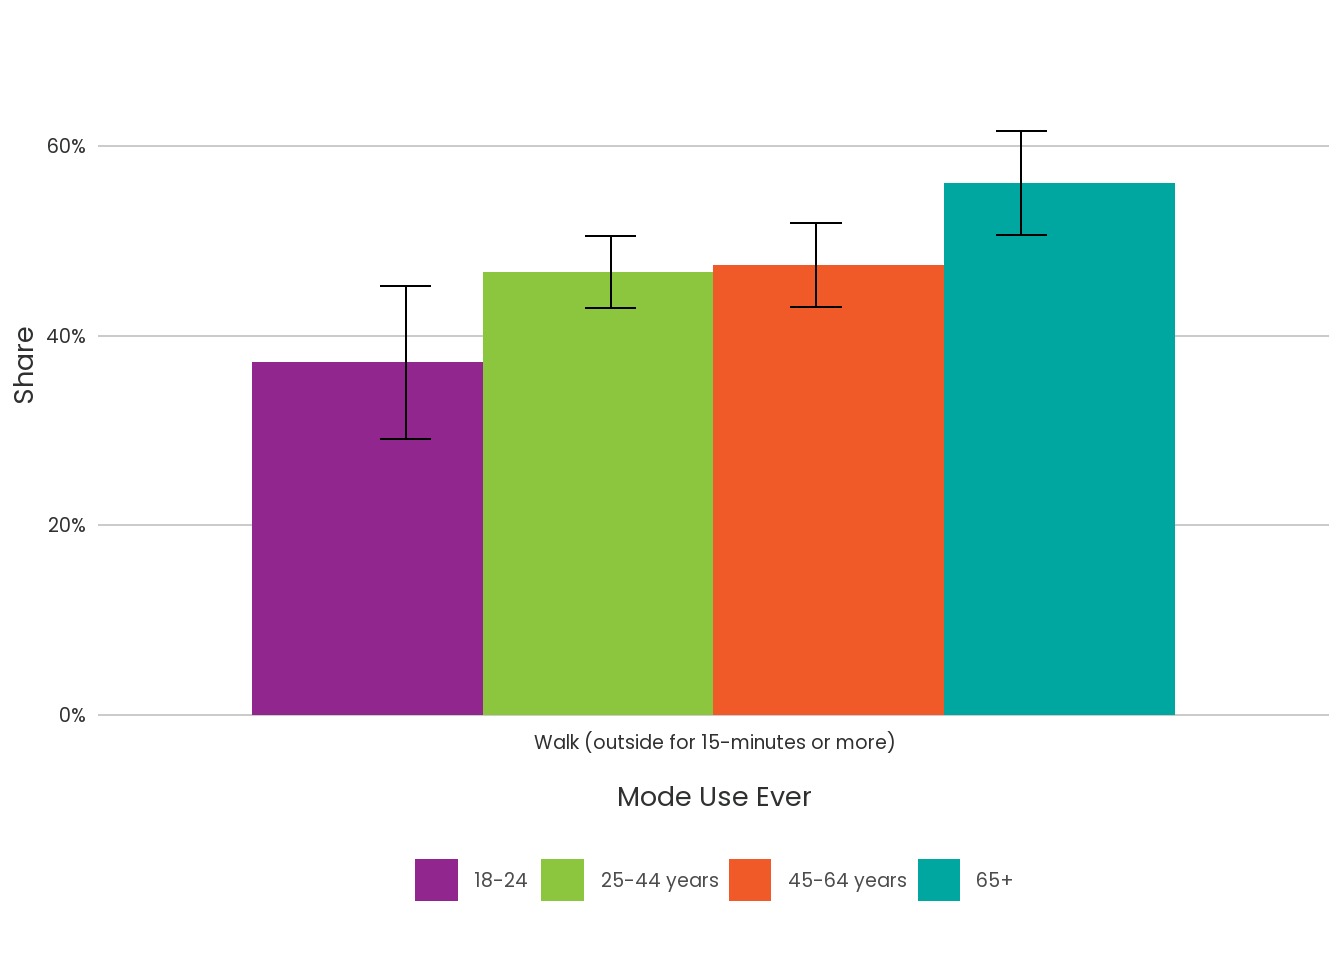 60%
40%
20%
0%
Share
Walk (outside for 15-minutes or more)
Mode Use Ever
18-24
25-44 years
45-64 years
65+